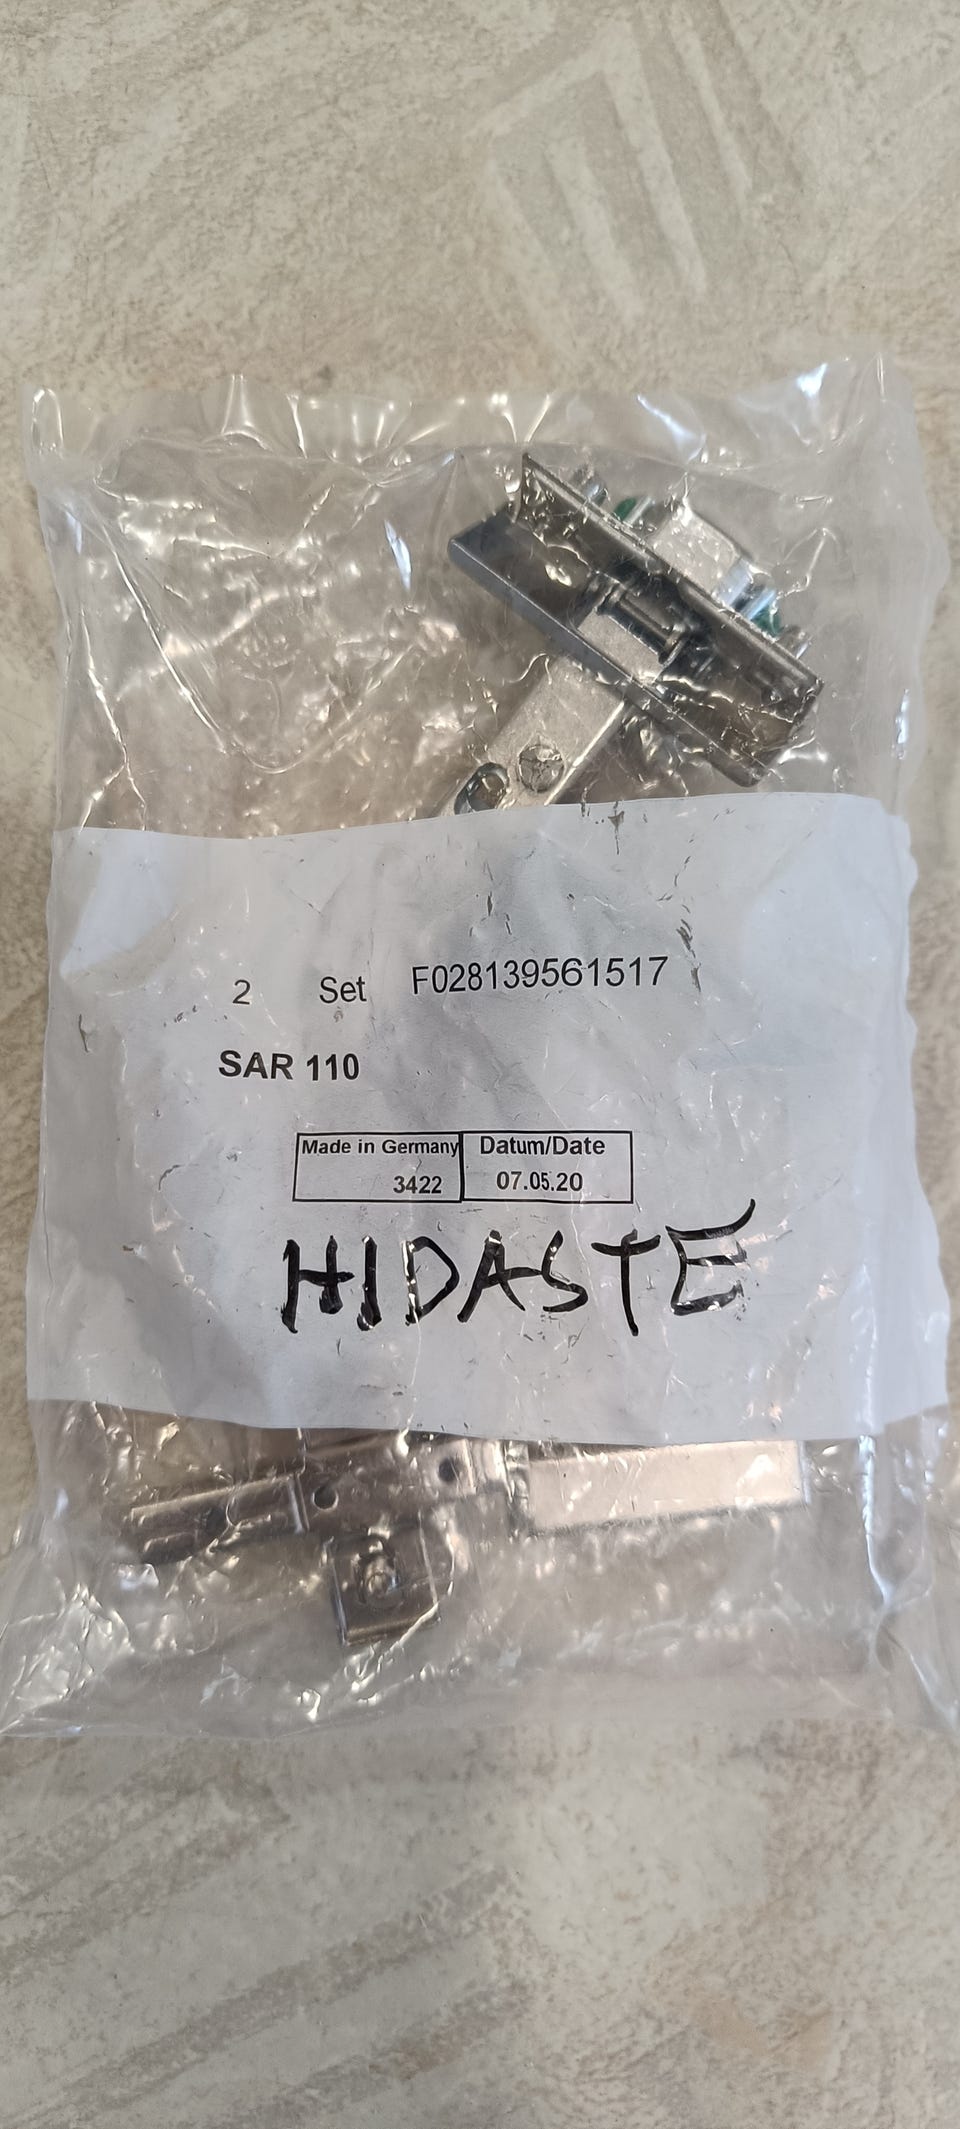 2 Set F028139561517
SAR 110
Made in Germany Datum/Date
3422 07.05.20
HIDASTE